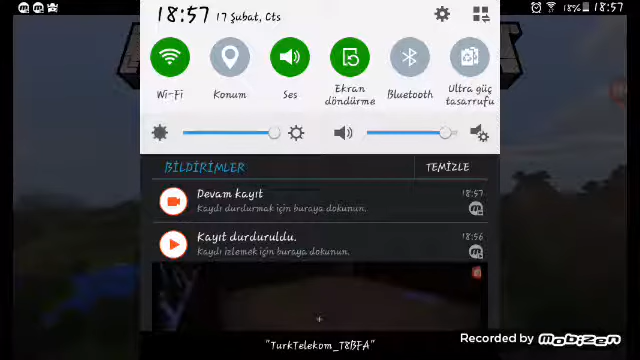 18%
18:57
18:57 17 Şubat, Cts
Wi-Fi
Konum
Ses
Ekran
döndürme
Bluetooth
Ultra güç
tasarrufu
BİLDİRİMLER
TEMİZLE
Devam kayıt
18:57
Kaydı durdurmak için buraya dokunun.
Kayıt durduruldu.
18:56
Kaydı izlemek için buraya dokunun.
"TurkTelekom_T8BFA"
Recorded by Mobizen